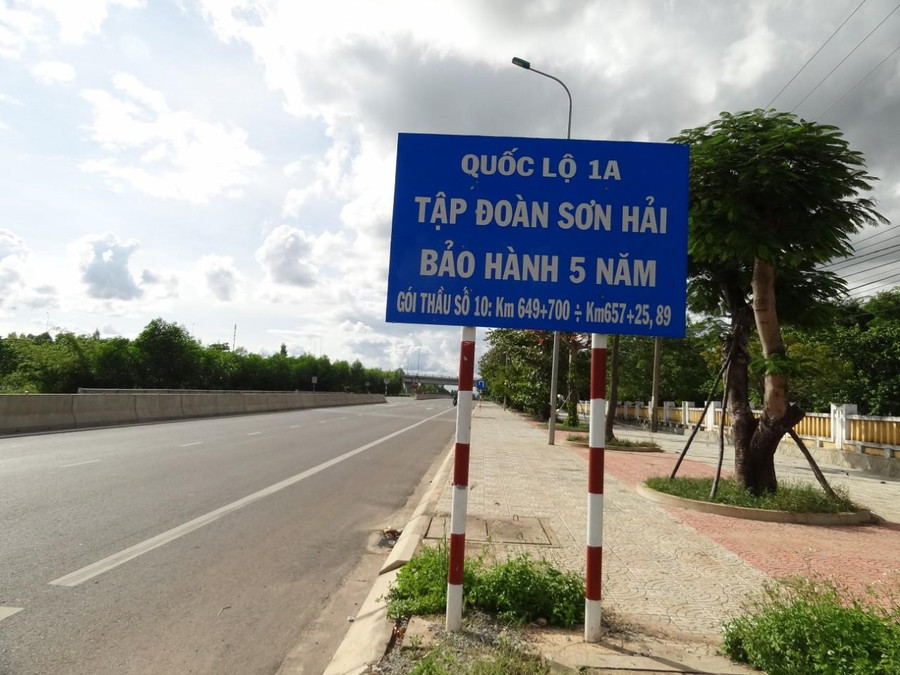 QUỐC LỘ 1A
TẬP ĐOÀN SƠN HẢI
BẢO HÀNH 5 NĂM
GÓI THẦU SỐ 10: Km 649+700 ÷ Km657+25, 89